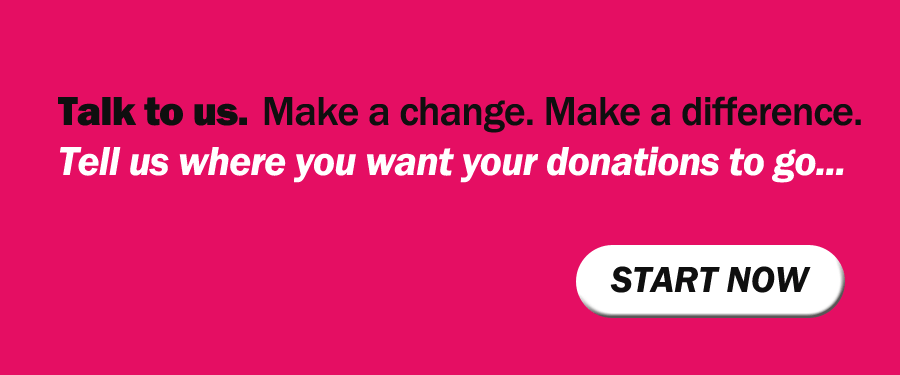 Talk to us. Make a change. Make a difference.
Tell us where you want your donations to go...
START NOW